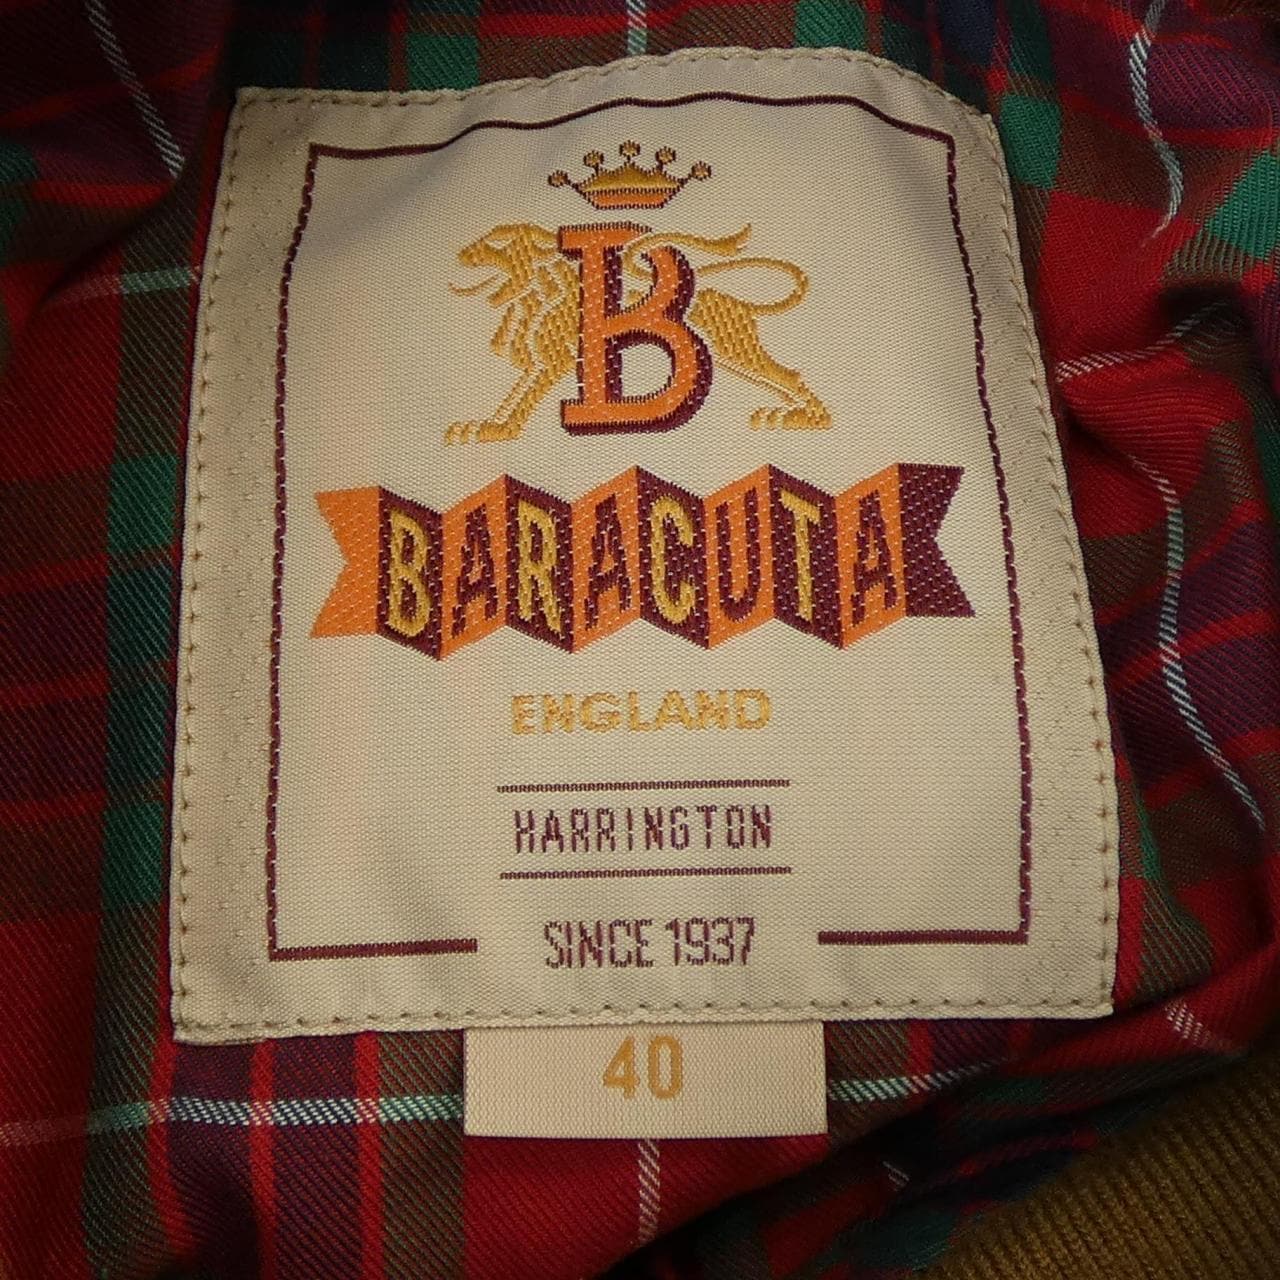 B
BARACUTA
ENGLAND
HARRINGTON
SINCE 1937
40